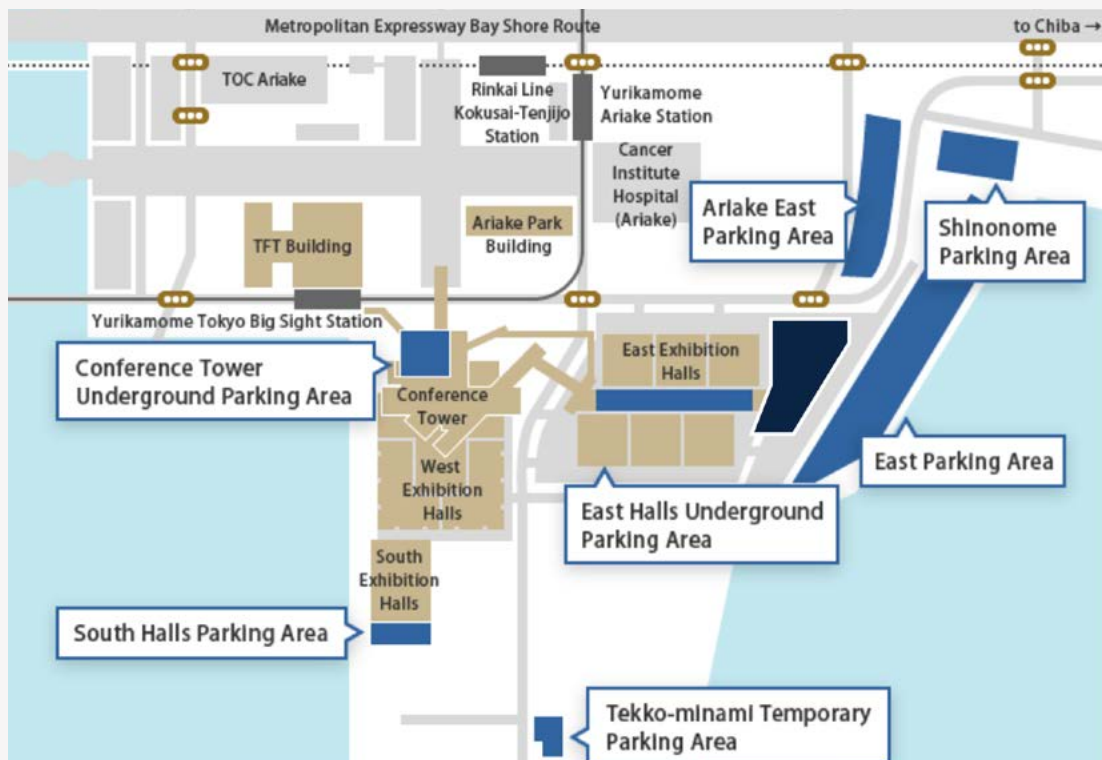 Metropolitan Expressway Bay Shore Route
to Chiba →
TOC Ariake
Rinkai Line
Kokusai-Tenjijo
Station
Yurikamome
Ariake Station
Cancer
Institute
Hospital
(Ariake)
Ariake East
Parking Area
Shinonome
Parking Area
TFT Building
Ariake Park
Building
Yurikamome Tokyo Big Sight Station
Conference Tower
Underground Parking Area
East Exhibition
Halls
Conference
Tower
West
Exhibition
Halls
East Parking Area
East Halls Underground
Parking Area
South
Exhibition
Halls
South Halls Parking Area
Tekko-minami Temporary
Parking Area